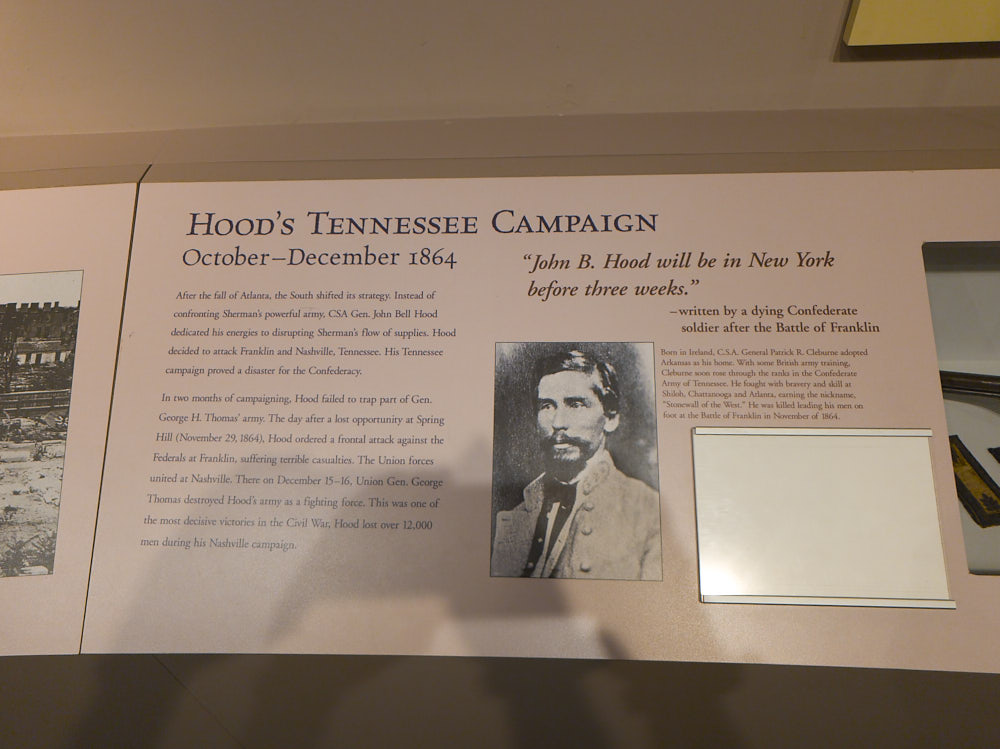 HOOD'S TENNESSEE CAMPAIGN
October–December 1864
After the fall of Atlanta, the South shifted its strategy. Instead of
confronting Sherman's powerful army, CSA Gen. John Bell Hood
dedicated his energies to disrupting Sherman's flow of supplies. Hood
decided to attack Franklin and Nashville, Tennessee. His Tennessee
campaign proved a disaster for the Confederacy.
In two months of campaigning, Hood failed to trap part of Gen.
George H. Thomas' army. The day after a lost opportunity at Spring
Hill (November 29, 1864), Hood ordered a frontal attack against the
Federals at Franklin, suffering terrible casualties. The Union forces
united at Nashville. There on December 15–16, Union Gen. George
Thomas destroyed Hood's army as a fighting force. This was one of
the most decisive victories in the Civil War, Hood lost over 12,000
men during his Nashville campaign.
“John B. Hood will be in New York
before three weeks.”
–written by a dying Confederate
soldier after the Battle of Franklin
Born in Ireland, C.S.A. General Patrick R. Cleburne adopted
Arkansas as his home. With some British army training,
Cleburne soon rose through the ranks in the Confederate
Army of Tennessee. He fought with bravery and skill at
Shiloh, Chattanooga and Atlanta, earning the nickname,
“Stonewall of the West.” He was killed leading his men on
foot at the Battle of Franklin in November of 1864.